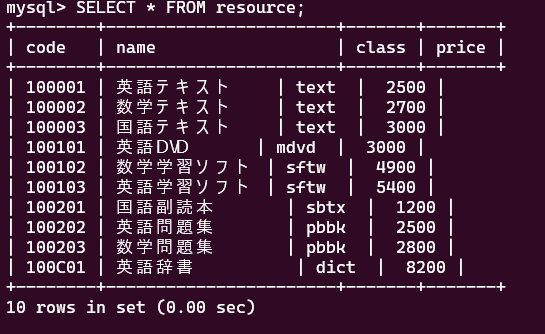 mysql> SELECT * FROM resource;
+--------+-----------------------+-------+-------+
| code   | name                  | class | price |
+--------+-----------------------+-------+-------+
| 100001 | 英語テキスト | text | 2500 |
| 100002 | 数学テキスト | text | 2700 |
| 100003 | 国語テキスト | text | 3000 |
| 100101 | 英語DVD | mdvd | 3000 |
| 100102 | 数学学習ソフト | sftw | 4900 |
| 100103 | 英語学習ソフト | sftw | 5400 |
| 100201 | 国語副読本 | sbtx | 1200 |
| 100202 | 英語問題集 | pbbk | 2500 |
| 100203 | 数学問題集 | pbbk | 2800 |
| 100C01 | 英語辞書 | dict | 8200 |
+--------+-----------------------+-------+-------+
10 rows in set (0.00 sec)